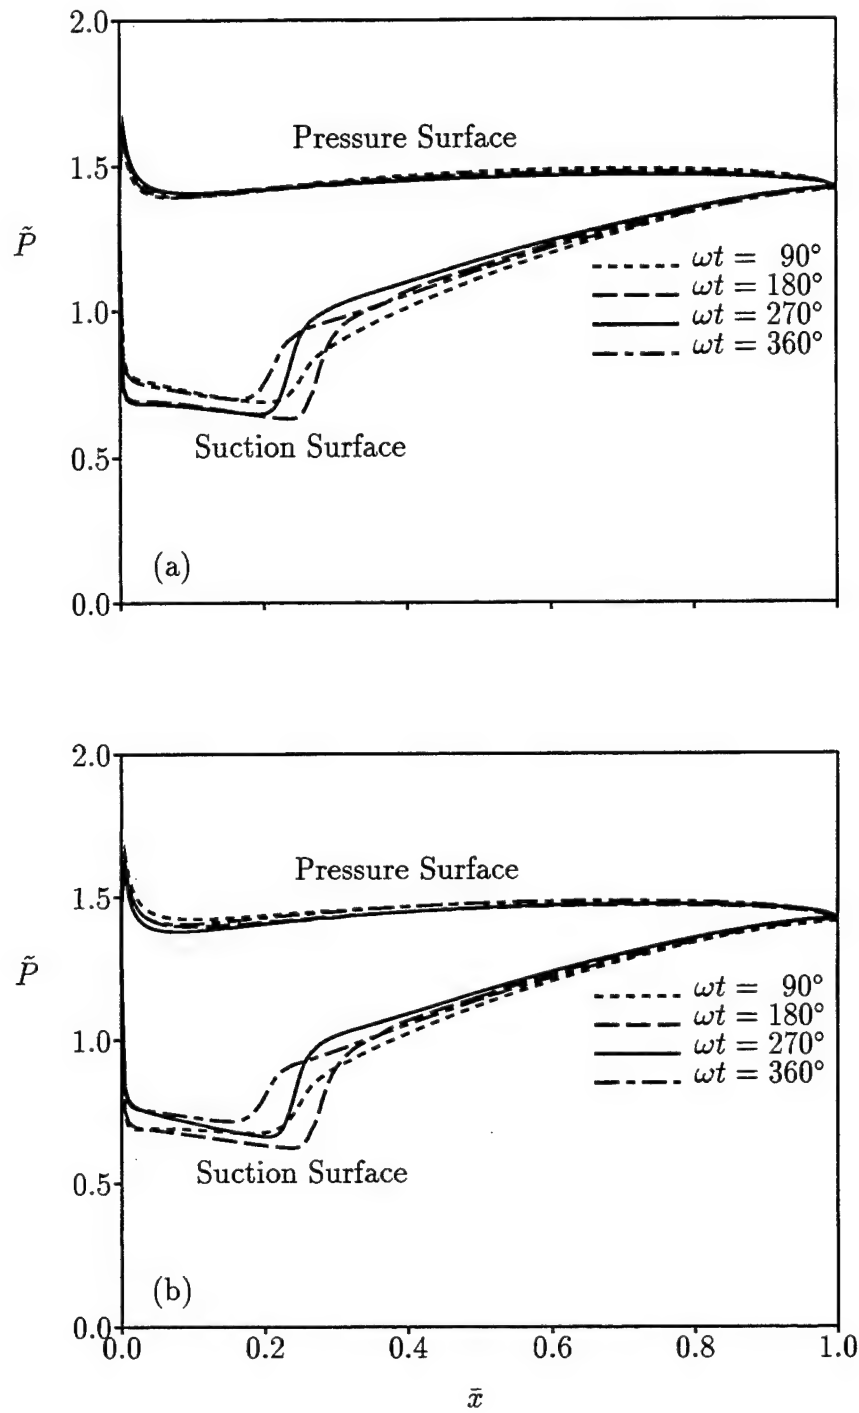 2.0
Pressure Surface
1.5
P̃
ωt = 90°
ωt = 180°
1.0
ωt = 270°
ωt = 360°
Suction Surface
0.5
(a)
0.0
2.0
Pressure Surface
1.5
P̃
ωt = 90°
ωt = 180°
1.0
ωt = 270°
ωt = 360°
Suction Surface
0.5
(b)
0.0
0.0 0.2 0.4 0.6 0.8 1.0
x̄